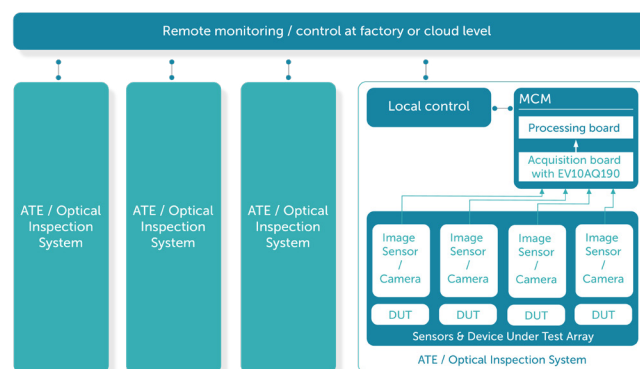 Remote monitoring / control at factory or cloud level
ATE / Optical
Inspection
System
ATE / Optical
Inspection
System
ATE / Optical
Inspection
System
Local control
MCM
Processing board
Acquisition board
with EV10AQ190
Image
Sensor
/
Camera
Image
Sensor
/
Camera
Image
Sensor
/
Camera
Image
Sensor
/
Camera
DUT
DUT
DUT
DUT
Sensors & Device Under Test Array
ATE / Optical Inspection System